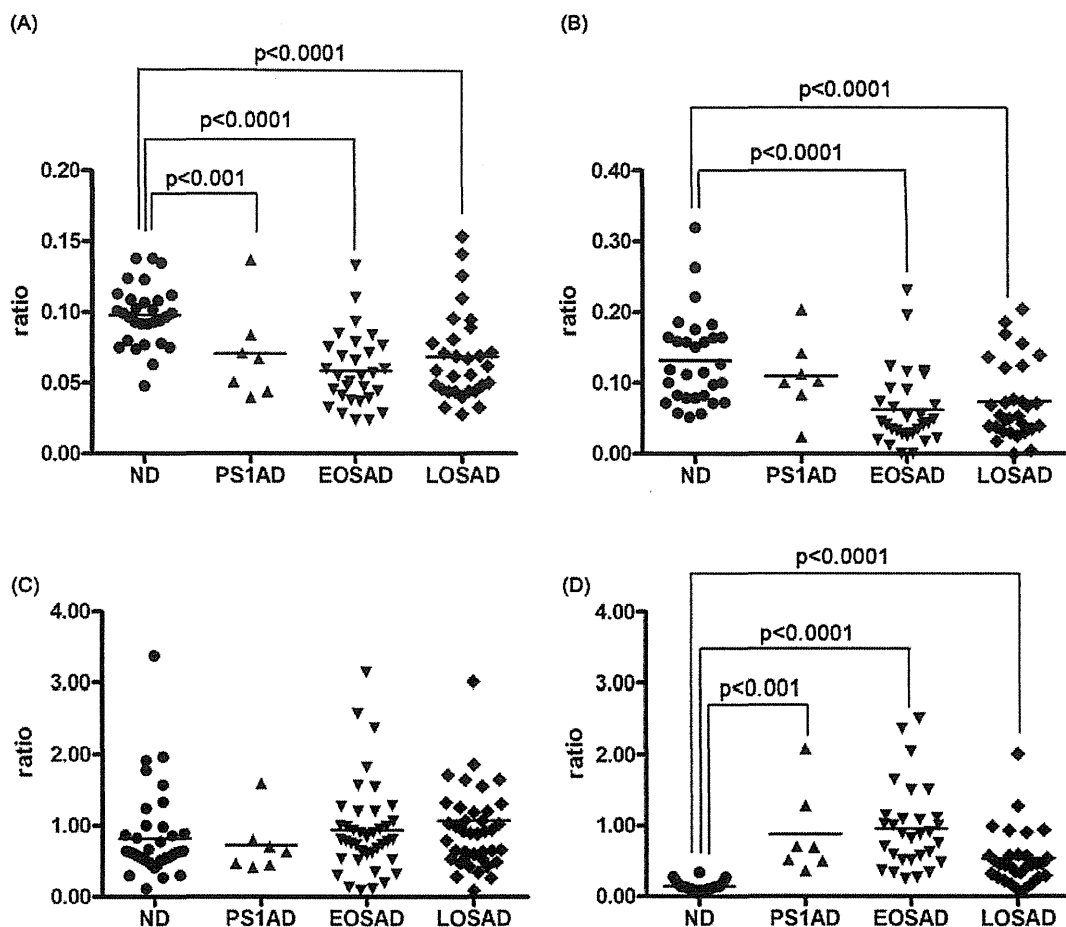 (A)
p<0.0001
p<0.0001
p<0.001
0.20
0.15
0.10
0.05
0.00
ratio
ND PS1AD EOSAD LOSAD
(B)
p<0.0001
p<0.0001
0.40
0.30
0.20
0.10
0.00
ratio
ND PS1AD EOSAD LOSAD
(C)
4.00
3.00
2.00
1.00
0.00
ratio
ND PS1AD EOSAD LOSAD
(D)
p<0.0001
p<0.0001
p<0.001
4.00
3.00
2.00
1.00
0.00
ratio
ND PS1AD EOSAD LOSAD